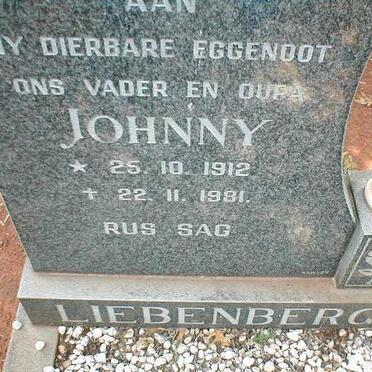 AAN
MY DIERBARE EGGENOOT
ONS VADER EN OUPA
JOHNNY
★ 25. 10. 1912
✝ 22. 11. 1981.
RUS SAG
LIEBENBERG